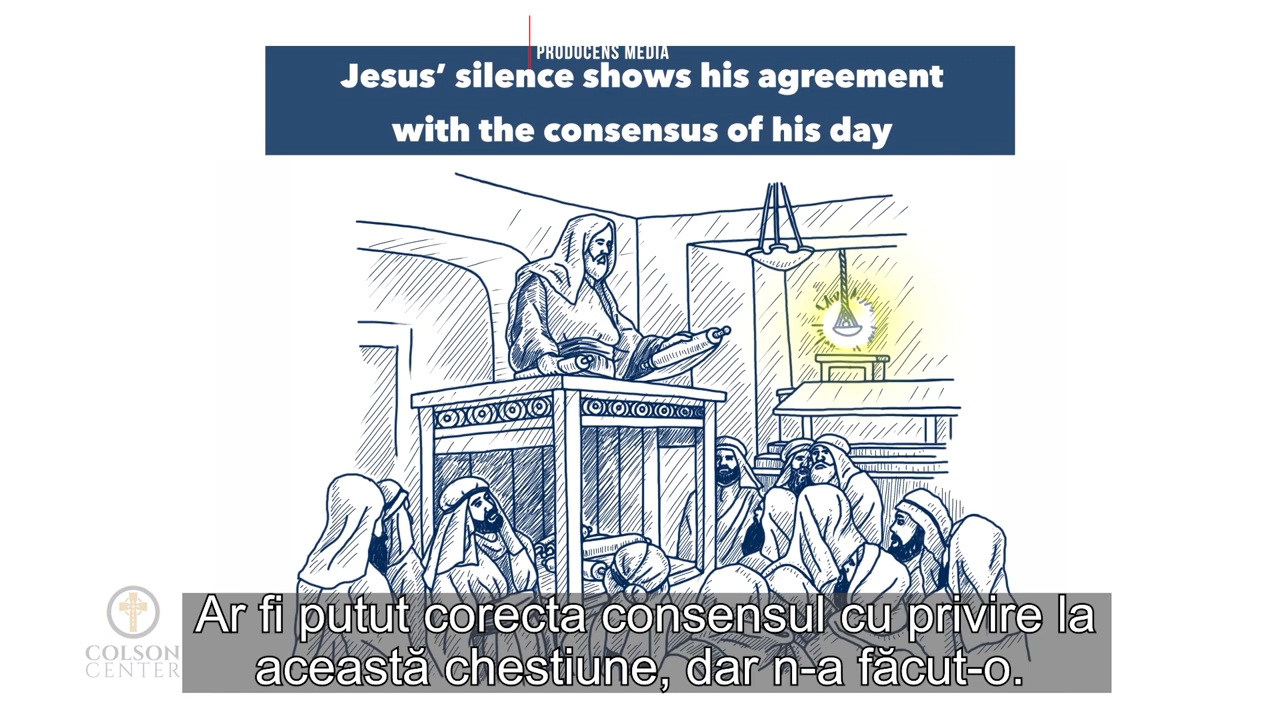 PRODOCENS MEDIA
Jesus’ silence shows his agreement
with the consensus of his day
COLSON
CENTER
Ar fi putut corecta consensul cu privire la
această chestiune, dar n-a făcut-o.